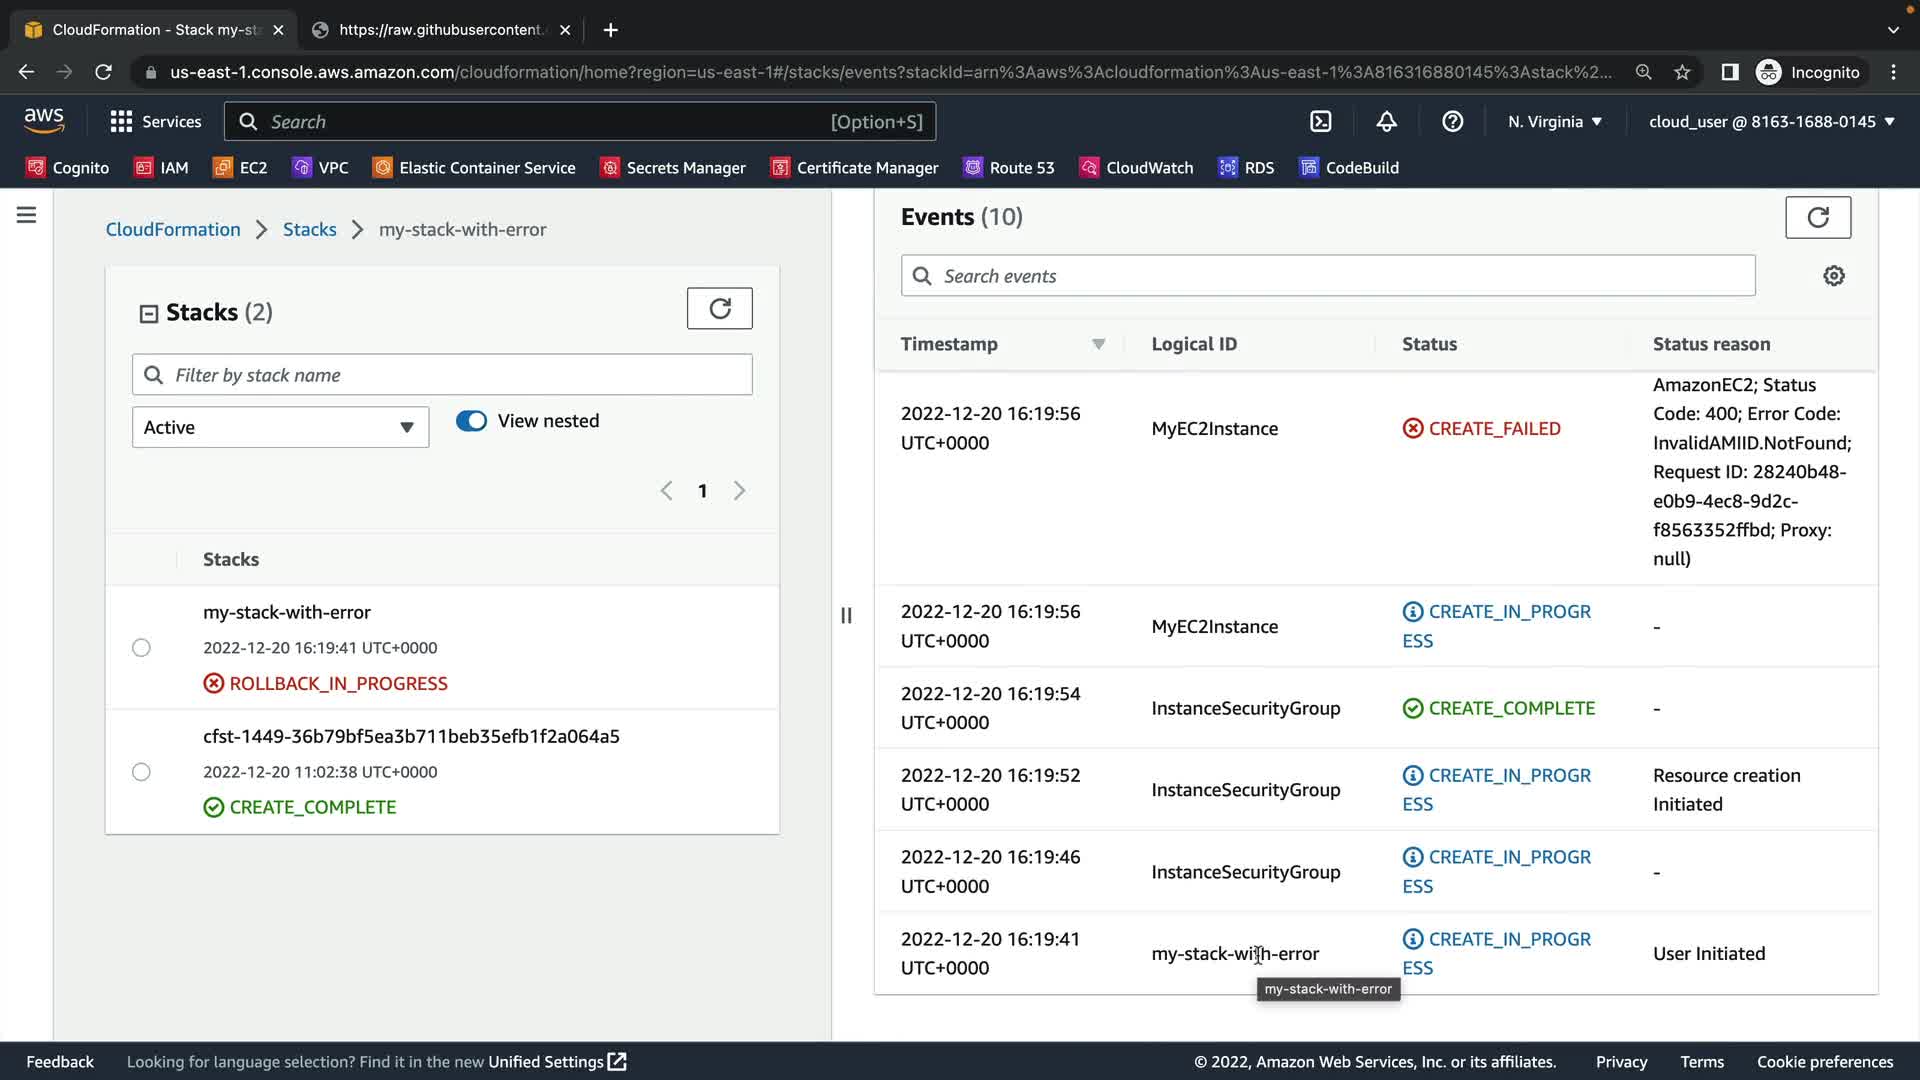 CloudFormation - Stack my-st
https://raw.githubusercontent.
us-east-1.console.aws.amazon.com/cloudformation/home?region=us-east-1#/stacks/events?stackId=arn%3Aaws%3Acloudformation%3Aus-east-1%3A816316880145%3Astack%2...
Incognito
aws
Services
Search
[Option+S]
N. Virginia
cloud_user @ 8163-1688-0145
Cognito
IAM
EC2
VPC
Elastic Container Service
Secrets Manager
Certificate Manager
Route 53
CloudWatch
RDS
CodeBuild
CloudFormation
Stacks
my-stack-with-error
Stacks (2)
Filter by stack name
Active
View nested
1
Stacks
my-stack-with-error
2022-12-20 16:19:41 UTC+0000
ROLLBACK_IN_PROGRESS
cfst-1449-36b79bf5ea3b711beb35efb1f2a064a5
2022-12-20 11:02:38 UTC+0000
CREATE_COMPLETE
Events (10)
Search events
Timestamp
Logical ID
Status
Status reason
2022-12-20 16:19:56
UTC+0000
MyEC2Instance
CREATE_FAILED
AmazonEC2; Status
Code: 400; Error Code:
InvalidAMIID.NotFound;
Request ID: 28240b48-
e0b9-4ec8-9d2c-
f8563352ffbd; Proxy:
null)
2022-12-20 16:19:56
UTC+0000
MyEC2Instance
CREATE_IN_PROGR
ESS
-
2022-12-20 16:19:54
UTC+0000
InstanceSecurityGroup
CREATE_COMPLETE
-
2022-12-20 16:19:52
UTC+0000
InstanceSecurityGroup
CREATE_IN_PROGR
ESS
Resource creation
Initiated
2022-12-20 16:19:46
UTC+0000
InstanceSecurityGroup
CREATE_IN_PROGR
ESS
-
2022-12-20 16:19:41
UTC+0000
my-stack-with-error
CREATE_IN_PROGR
ESS
User Initiated
my-stack-with-error
Feedback
Looking for language selection? Find it in the new Unified Settings
© 2022, Amazon Web Services, Inc. or its affiliates.
Privacy
Terms
Cookie preferences